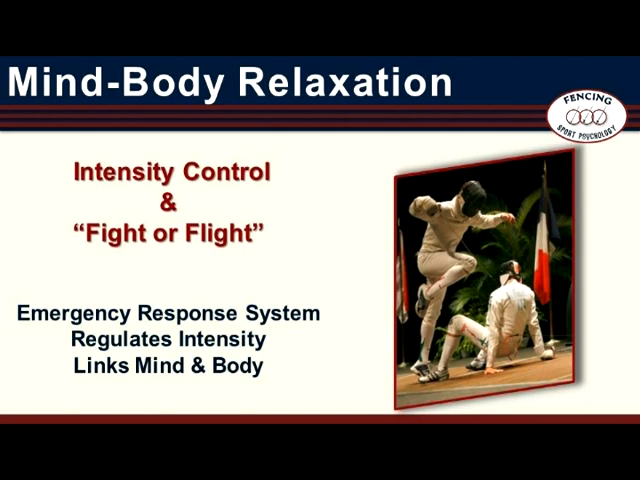 Mind-Body Relaxation
FENCING
SPORT PSYCHOLOGY
Intensity Control
&
“Fight or Flight”
Emergency Response System
Regulates Intensity
Links Mind & Body